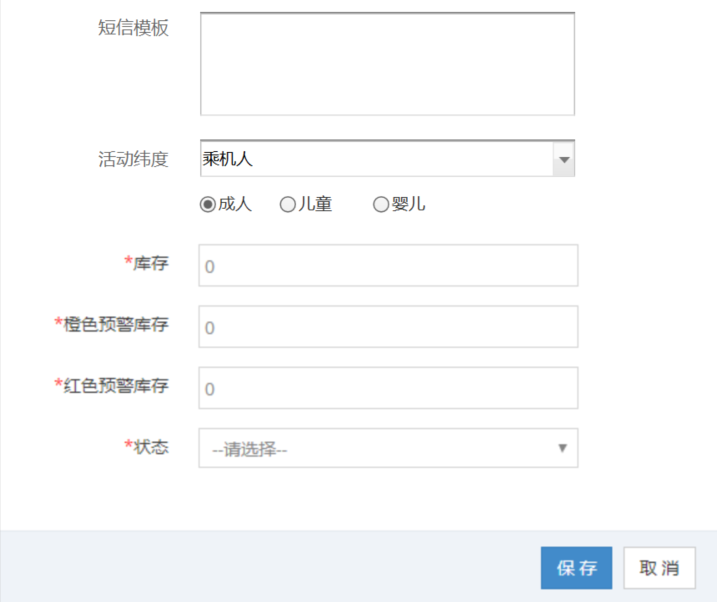 短信模板
活动纬度
乘机人
成人 儿童 婴儿
*库存
0
*橙色预警库存
0
*红色预警库存
0
*状态
--请选择--
保存 取消